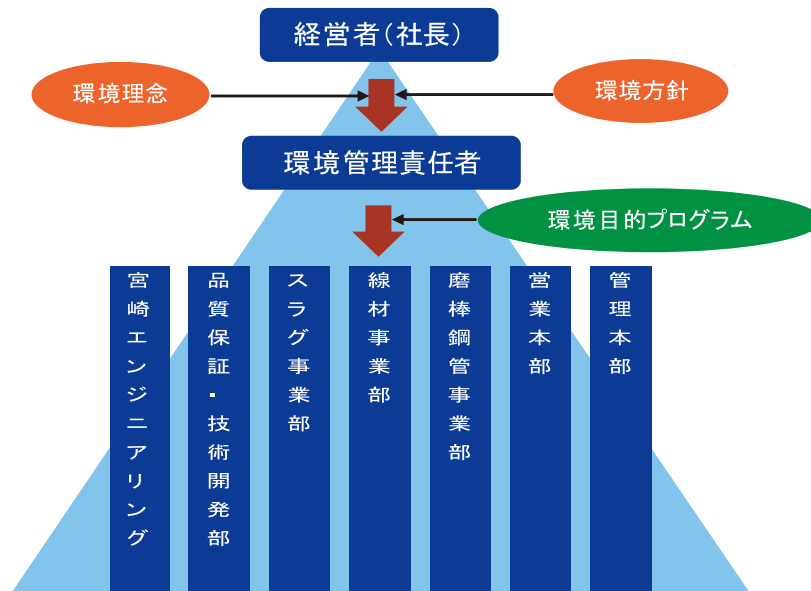 経営者(社長)
環境理念
環境方針
環境管理責任者
環境目的プログラム
宮崎エンジニアリング
品質保証・技術開発部
スラグ事業部
線材事業部
磨棒鋼管事業部
営業本部
管理本部